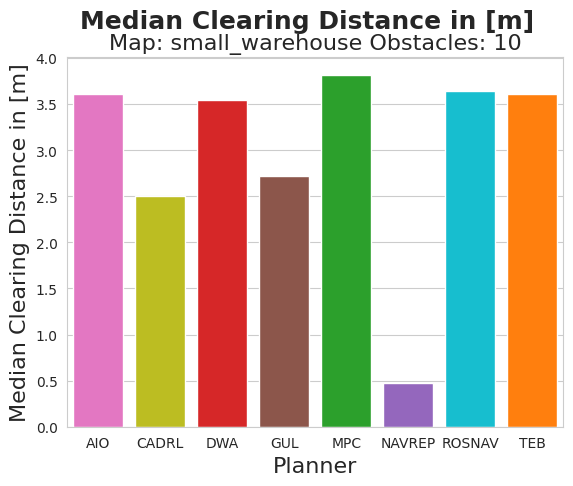 Median Clearing Distance in [m]
Map: small_warehouse Obstacles: 10
Median Clearing Distance in [m]
4.0
3.5
3.0
2.5
2.0
1.5
1.0
0.5
0.0
AIO CADRL DWA GUL MPC NAVREP ROSNAV TEB
Planner